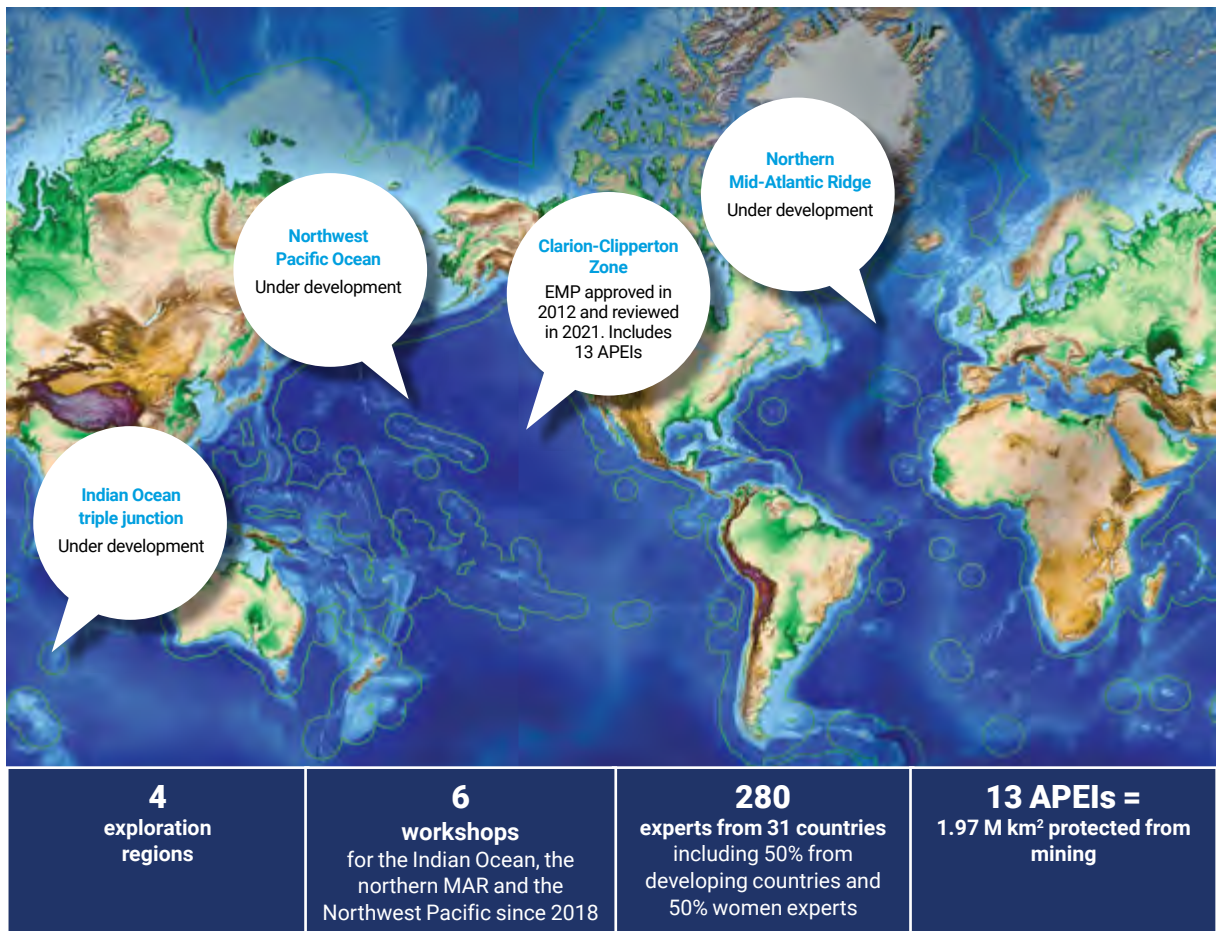 Northern
Mid-Atlantic Ridge
Under development
Northwest
Pacific Ocean
Under development
Clarion-Clipperton
Zone
EMP approved in
2012 and reviewed
in 2021. Includes
13 APEIs
Indian Ocean
triple junction
Under development
4
exploration
regions
6
workshops
for the Indian Ocean, the
northern MAR and the
Northwest Pacific since 2018
280
experts from 31 countries
including 50% from
developing countries and
50% women experts
13 APEIs =
1.97 M km² protected from
mining